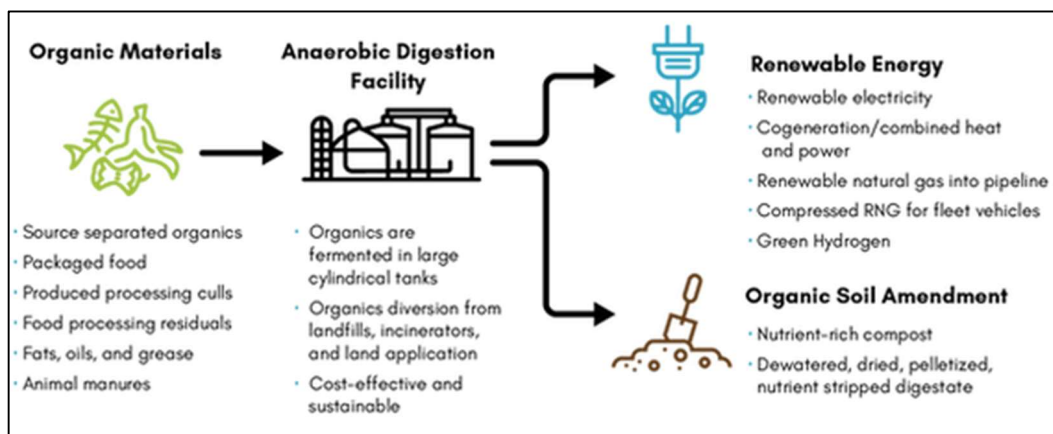 Organic Materials
· Source separated organics
· Packaged food
· Produced processing culls
· Food processing residuals
· Fats, oils, and grease
· Animal manures
Anaerobic Digestion
Facility
· Organics are
fermented in large
cylindrical tanks
· Organics diversion from
landfills, incinerators,
and land application
· Cost-effective and
sustainable
Renewable Energy
· Renewable electricity
· Cogeneration/combined heat
and power
· Renewable natural gas into pipeline
· Compressed RNG for fleet vehicles
· Green Hydrogen
Organic Soil Amendment
· Nutrient-rich compost
· Dewatered, dried, pelletized,
nutrient stripped digestate